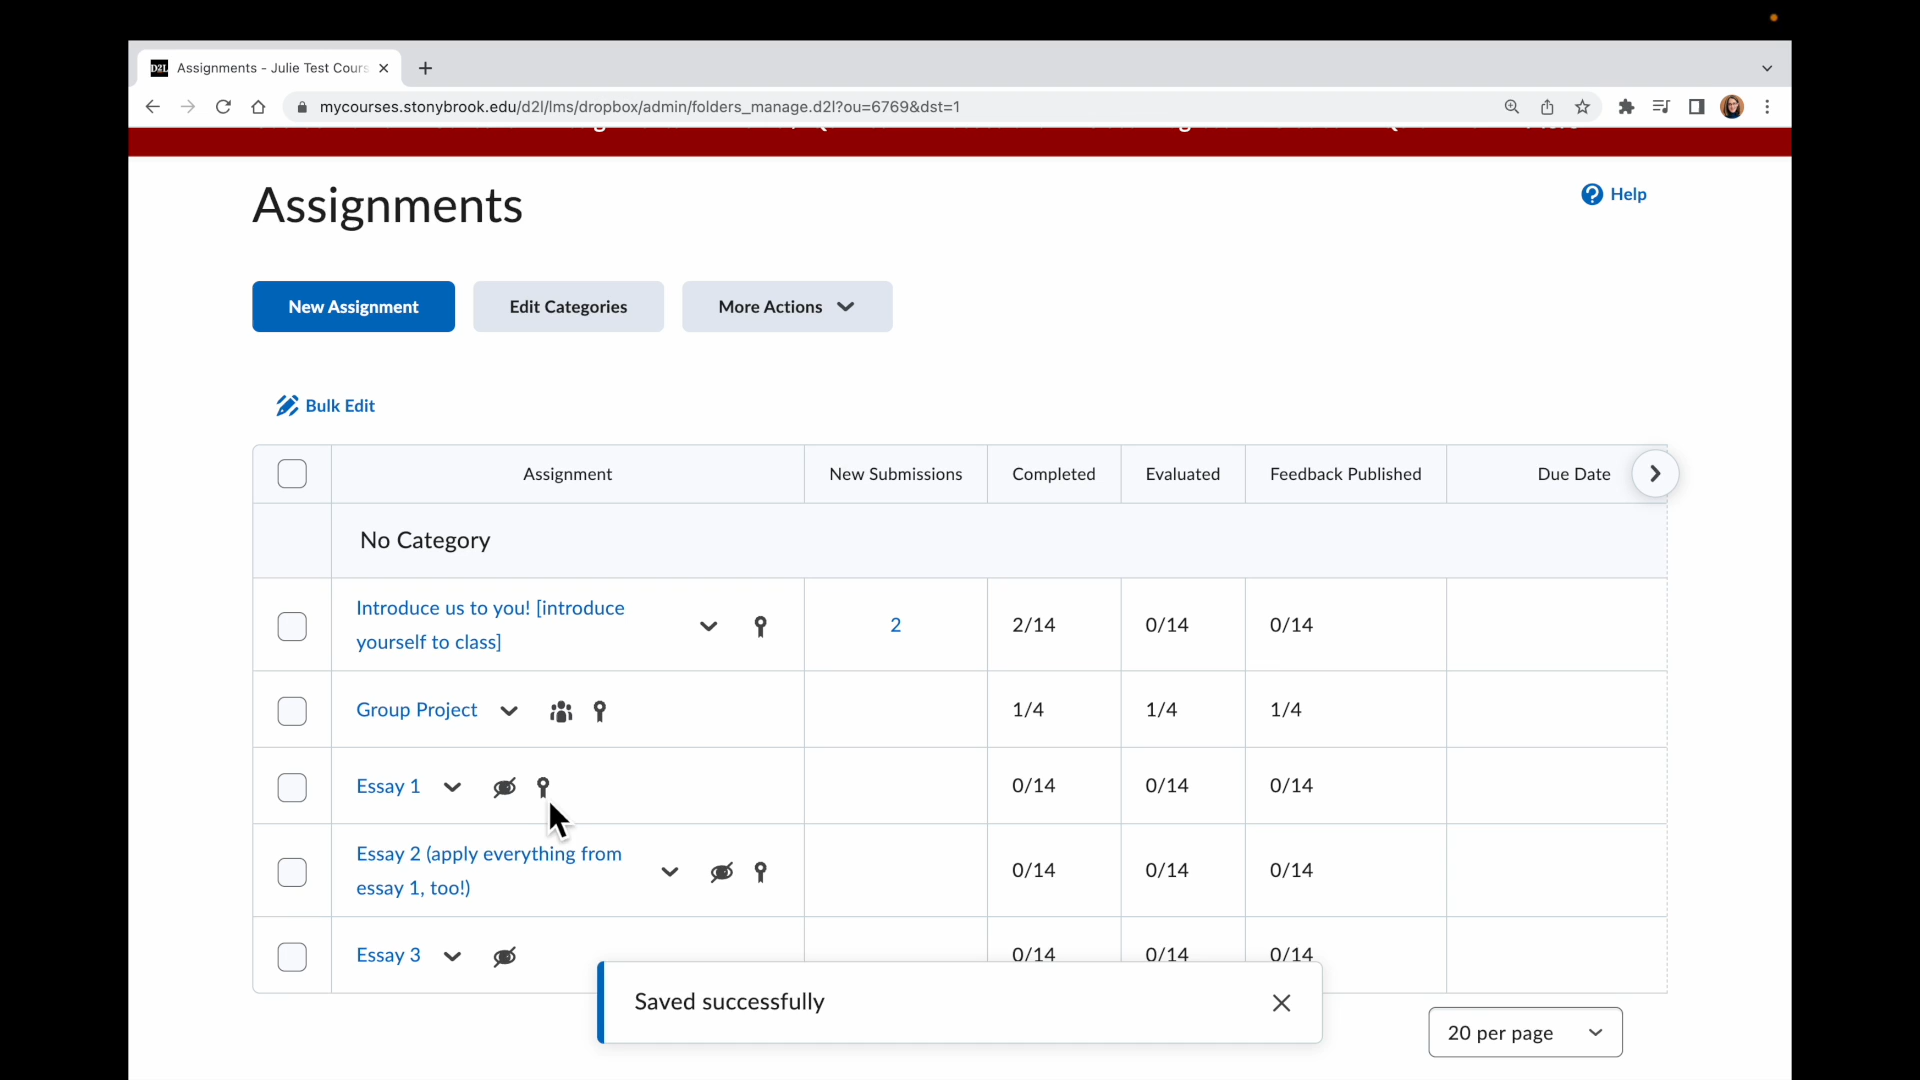 D2L Assignments - Julie Test Cours
mycourses.stonybrook.edu/d2l/lms/dropbox/admin/folders_manage.d2l?ou=6769&dst=1
Assignments
Help
New Assignment Edit Categories More Actions
Bulk Edit
Assignment New Submissions Completed Evaluated Feedback Published Due Date
No Category
Introduce us to you! [introduce
yourself to class]
2 2/14 0/14 0/14
Group Project 1/4 1/4 1/4
Essay 1 0/14 0/14 0/14
Essay 2 (apply everything from
essay 1, too!)
0/14 0/14 0/14
Essay 3 0/14 0/14 0/14
Saved successfully
20 per page